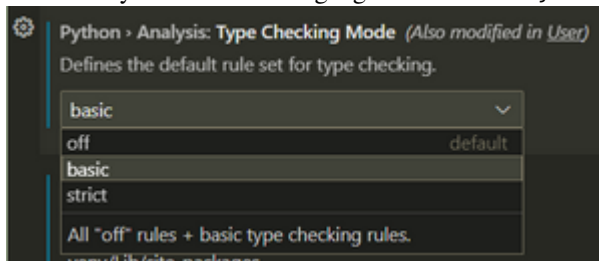 Python › Analysis: Type Checking Mode (Also modified in User)
Defines the default rule set for type checking.
basic
off default
basic
strict
All "off" rules + basic type checking rules.